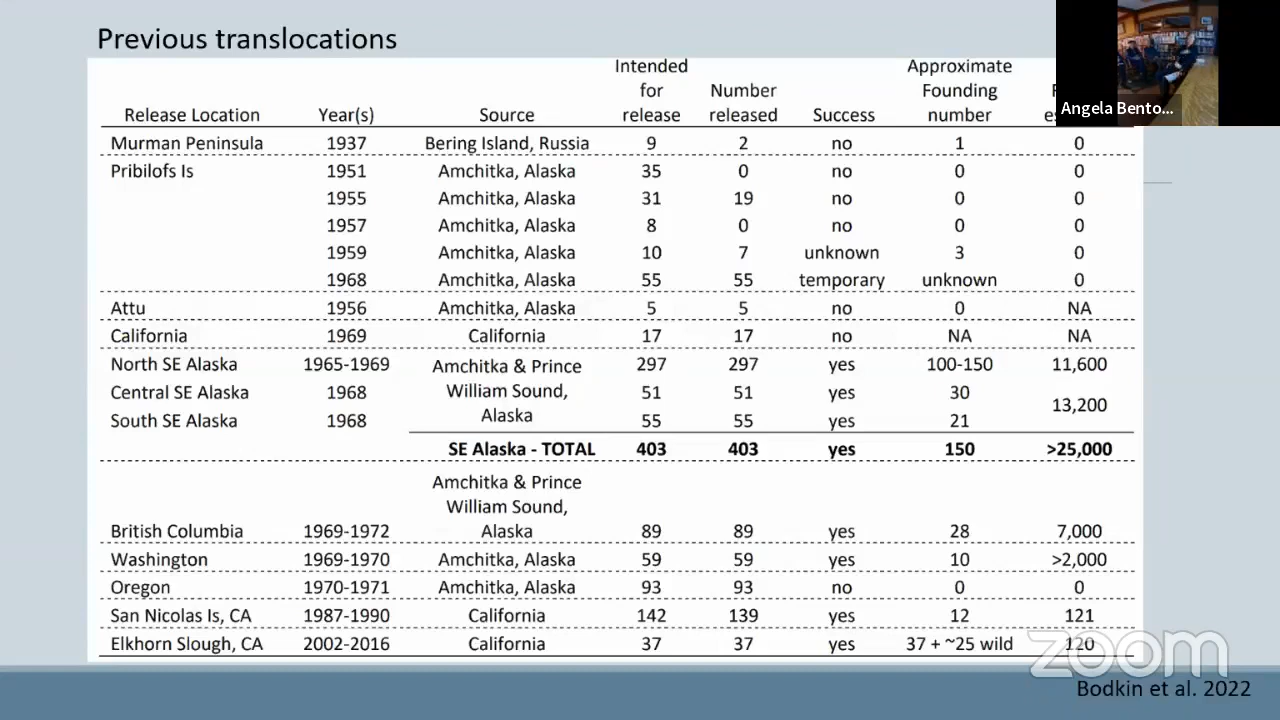 Previous translocations
Angela Bento...
Release Location Year(s) Source Intended for release Number released Success Approximate Founding number
Murman Peninsula 1937 Bering Island, Russia 9 2 no 1 0
Pribilofs Is 1951 Amchitka, Alaska 35 0 no 0 0
1955 Amchitka, Alaska 31 19 no 0 0
1957 Amchitka, Alaska 8 0 no 0 0
1959 Amchitka, Alaska 10 7 unknown 3 0
1968 Amchitka, Alaska 55 55 temporary unknown 0
Attu 1956 Amchitka, Alaska 5 5 no 0 NA
California 1969 California 17 17 no NA NA
North SE Alaska 1965-1969 Amchitka & Prince 297 297 yes 100-150 11,600
Central SE Alaska 1968 William Sound, 51 51 yes 30 13,200
South SE Alaska 1968 Alaska 55 55 yes 21
SE Alaska - TOTAL 403 403 yes 150 >25,000
Amchitka & Prince
William Sound,
British Columbia 1969-1972 Alaska 89 89 yes 28 7,000
Washington 1969-1970 Amchitka, Alaska 59 59 yes 10 >2,000
Oregon 1970-1971 Amchitka, Alaska 93 93 no 0 0
San Nicolas Is, CA 1987-1990 California 142 139 yes 12 121
Elkhorn Slough, CA 2002-2016 California 37 37 yes 37 + ~25 wild 120
zoom
Bodkin et al. 2022